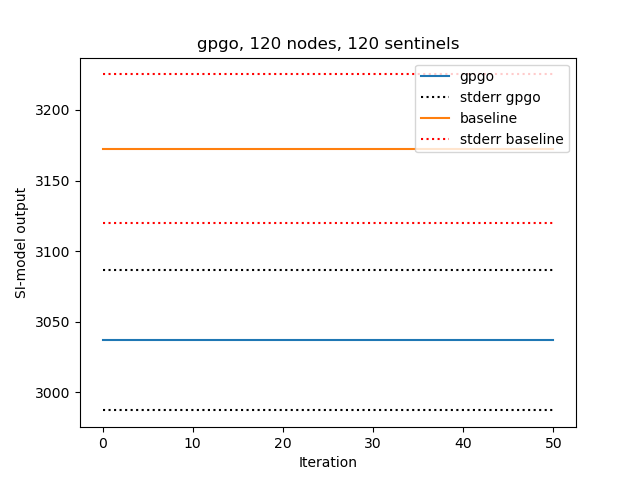 gpgo, 120 nodes, 120 sentinels
gpgo
stderr gpgo
baseline
stderr baseline
SI-model output
3200
3150
3100
3050
3000
0 10 20 30 40 50
Iteration